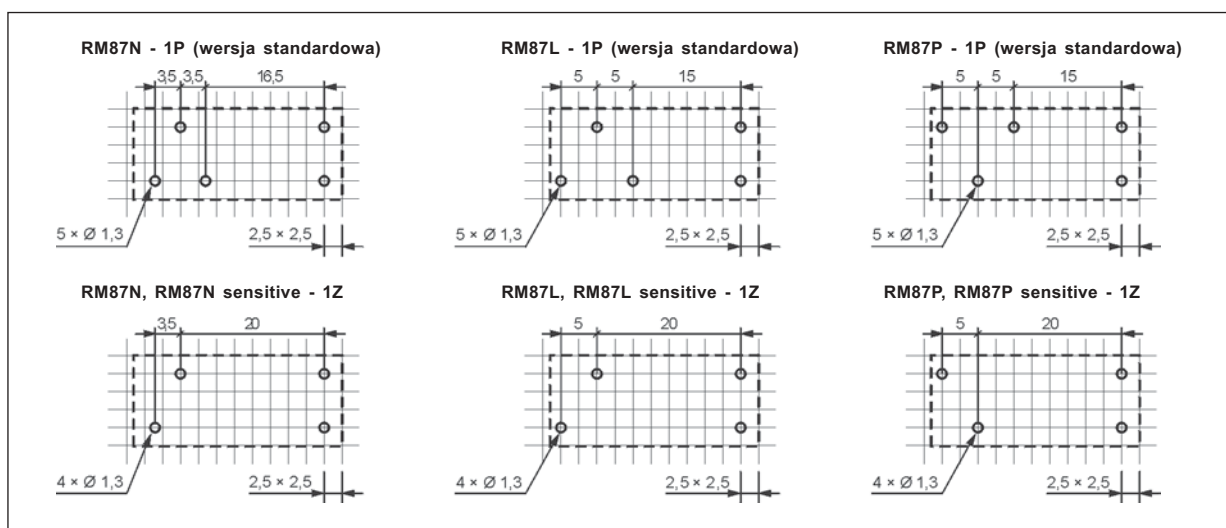 RM87N - 1P (wersja standardowa)
3,5 3,5 16,5
5 × Ø 1,3
2,5 × 2,5
RM87L - 1P (wersja standardowa)
5 5 15
5 × Ø 1,3
2,5 × 2,5
RM87P - 1P (wersja standardowa)
5 5 15
5 × Ø 1,3
2,5 × 2,5
RM87N, RM87N sensitive - 1Z
3,5 20
4 × Ø 1,3
2,5 × 2,5
RM87L, RM87L sensitive - 1Z
5 20
4 × Ø 1,3
2,5 × 2,5
RM87P, RM87P sensitive - 1Z
5 20
4 × Ø 1,3
2,5 × 2,5